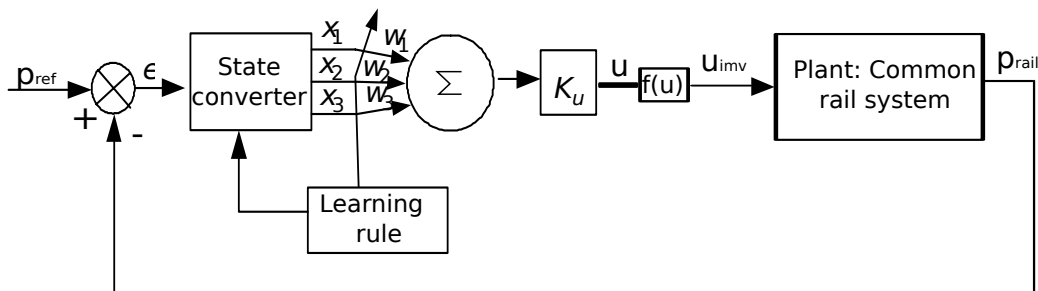 p_ref
+
-
e
State
converter
x_1
x_2
x_3
w_1
w_2
w_3
Σ
K_u
u
f(u)
u_imv
Plant: Common
rail system
p_rail
Learning
rule